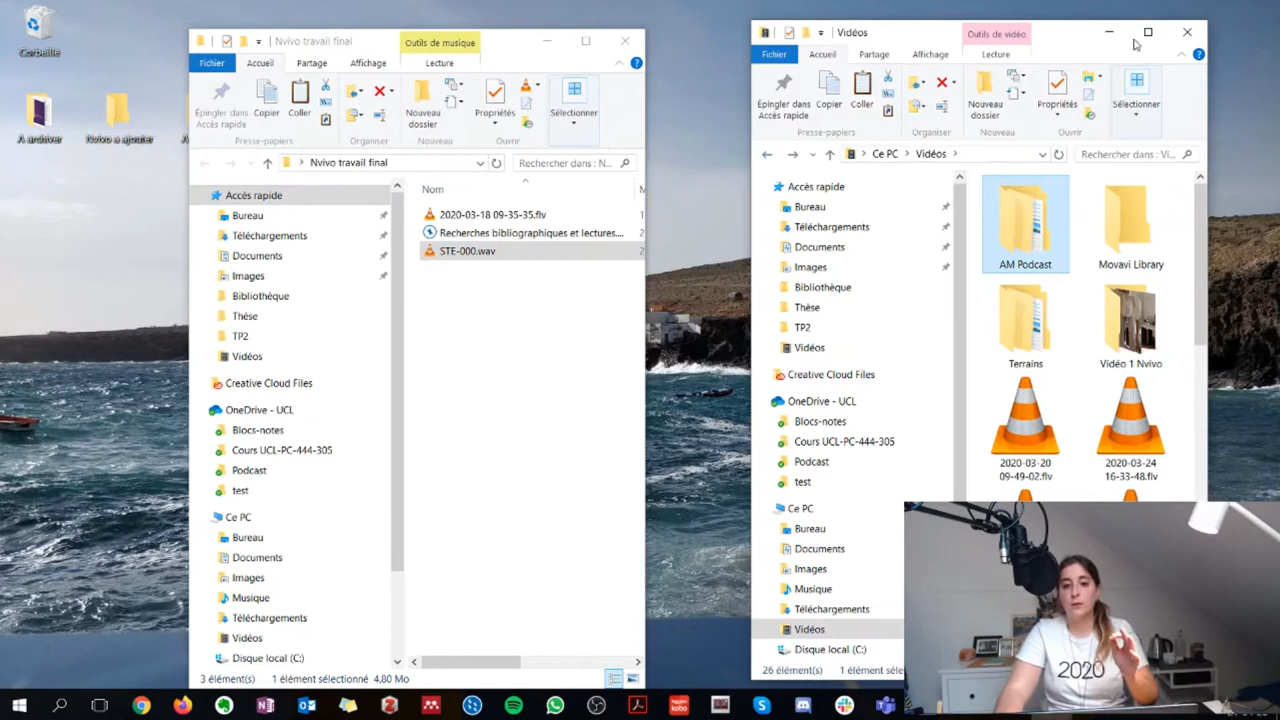 Corbeille
A archiver
Nvivo a ajouter
Nvivo travail final
Outils de musique
Fichier
Accueil
Partage
Affichage
Lecture
Épingler dans
Accès rapide
Copier
Coller
Nouveau
dossier
Propriétés
Sélectionner
Presse-papiers
Organiser
Nouveau
Ouvrir
Nvivo travail final
Rechercher dans : N...
Accès rapide
Bureau
Téléchargements
Documents
Images
Bibliothèque
Thèse
TP2
Vidéos
Creative Cloud Files
OneDrive - UCL
Blocs-notes
Cours UCL-PC-444-305
Podcast
test
Ce PC
Bureau
Documents
Images
Musique
Téléchargements
Vidéos
Disque local (C:)
Nom
M
2020-03-18 09-35-35.flv
1
Recherches bibliographiques et lectures....
2
STE-000.wav
2
3 élément(s)
1 élément sélectionné 4,80 Mo
Vidéos
Outils de vidéo
Fichier
Accueil
Partage
Affichage
Lecture
Épingler dans
Accès rapide
Copier
Coller
Nouveau
dossier
Propriétés
Sélectionner
Presse-papiers
Organiser
Nouveau
Ouvrir
Ce PC
Vidéos
Rechercher dans : Vi...
Accès rapide
Bureau
Téléchargements
Documents
Images
Bibliothèque
Thèse
TP2
Vidéos
Creative Cloud Files
OneDrive - UCL
Blocs-notes
Cours UCL-PC-444-305
Podcast
test
Ce PC
Bureau
Documents
Images
Musique
Téléchargements
Vidéos
Disque local (C:)
AM Podcast
Movavi Library
Terrains
Vidéo 1 Nvivo
2020-03-20
09-49-02.flv
2020-03-24
16-33-48.flv
26 élément(s)
1 élément séle
2020
Rakuten
kobo